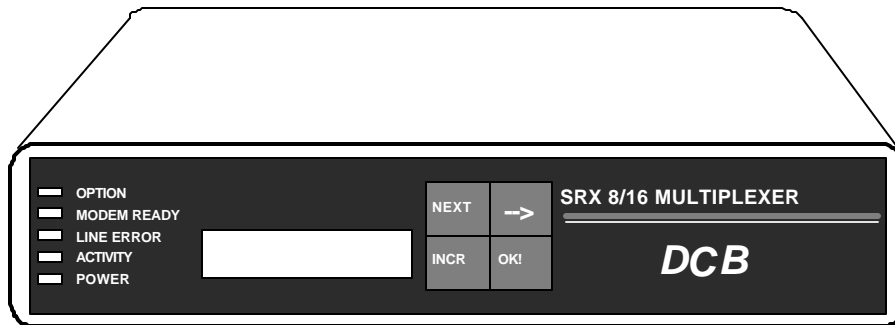 OPTION
MODEM READY
LINE ERROR
ACTIVITY
POWER
NEXT
-->
INCR
OK!
SRX 8/16 MULTIPLEXER
DCB